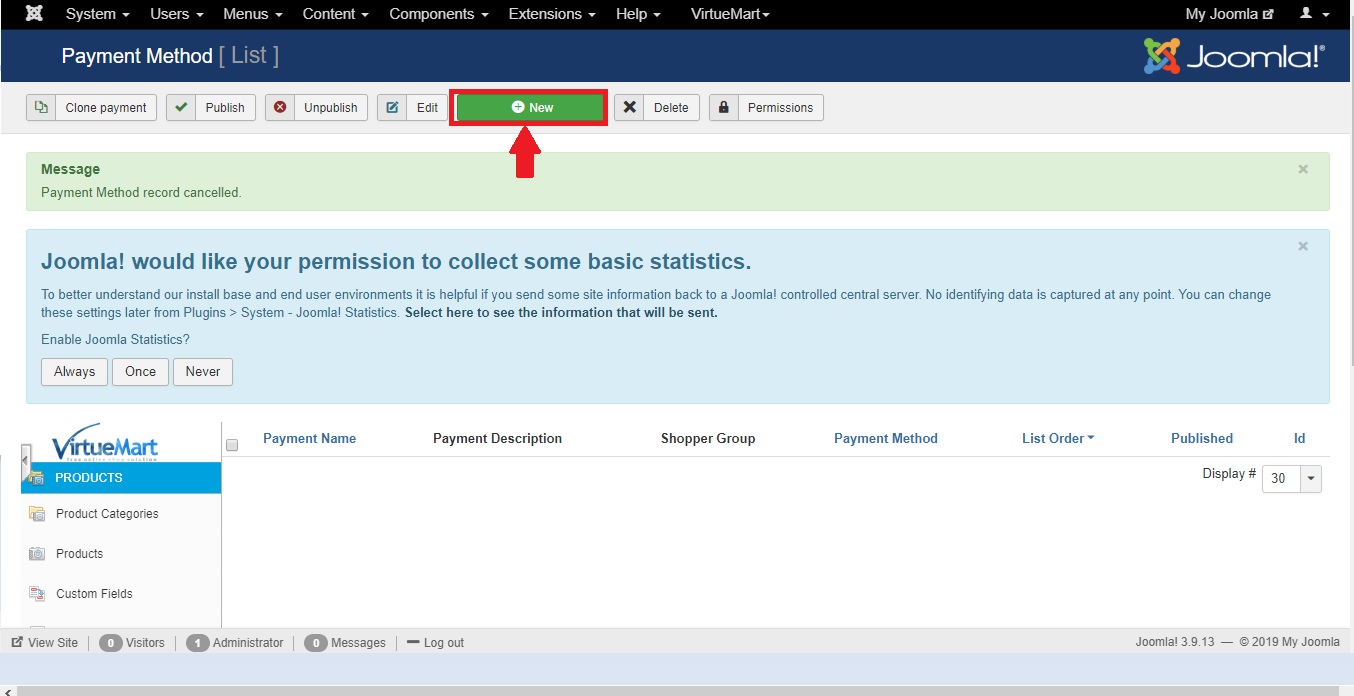 System Users Menus Content Components Extensions Help VirtueMart My Joomla
Payment Method [ List ] Joomla!®
Clone payment Publish Unpublish Edit New Delete Permissions
Message ×
Payment Method record cancelled.
×
Joomla! would like your permission to collect some basic statistics.
To better understand our install base and end user environments it is helpful if you send some site information back to a Joomla! controlled central server. No identifying data is captured at any point. You can change
these settings later from Plugins > System - Joomla! Statistics. Select here to see the information that will be sent.
Enable Joomla Statistics?
Always Once Never
VirtueMart
free online shop solution
Payment Name Payment Description Shopper Group Payment Method List Order Published Id
PRODUCTS
Display # 30
Product Categories
Products
Custom Fields
View Site 0 Visitors 1 Administrator 0 Messages Log out Joomla! 3.9.13 — © 2019 My Joomla